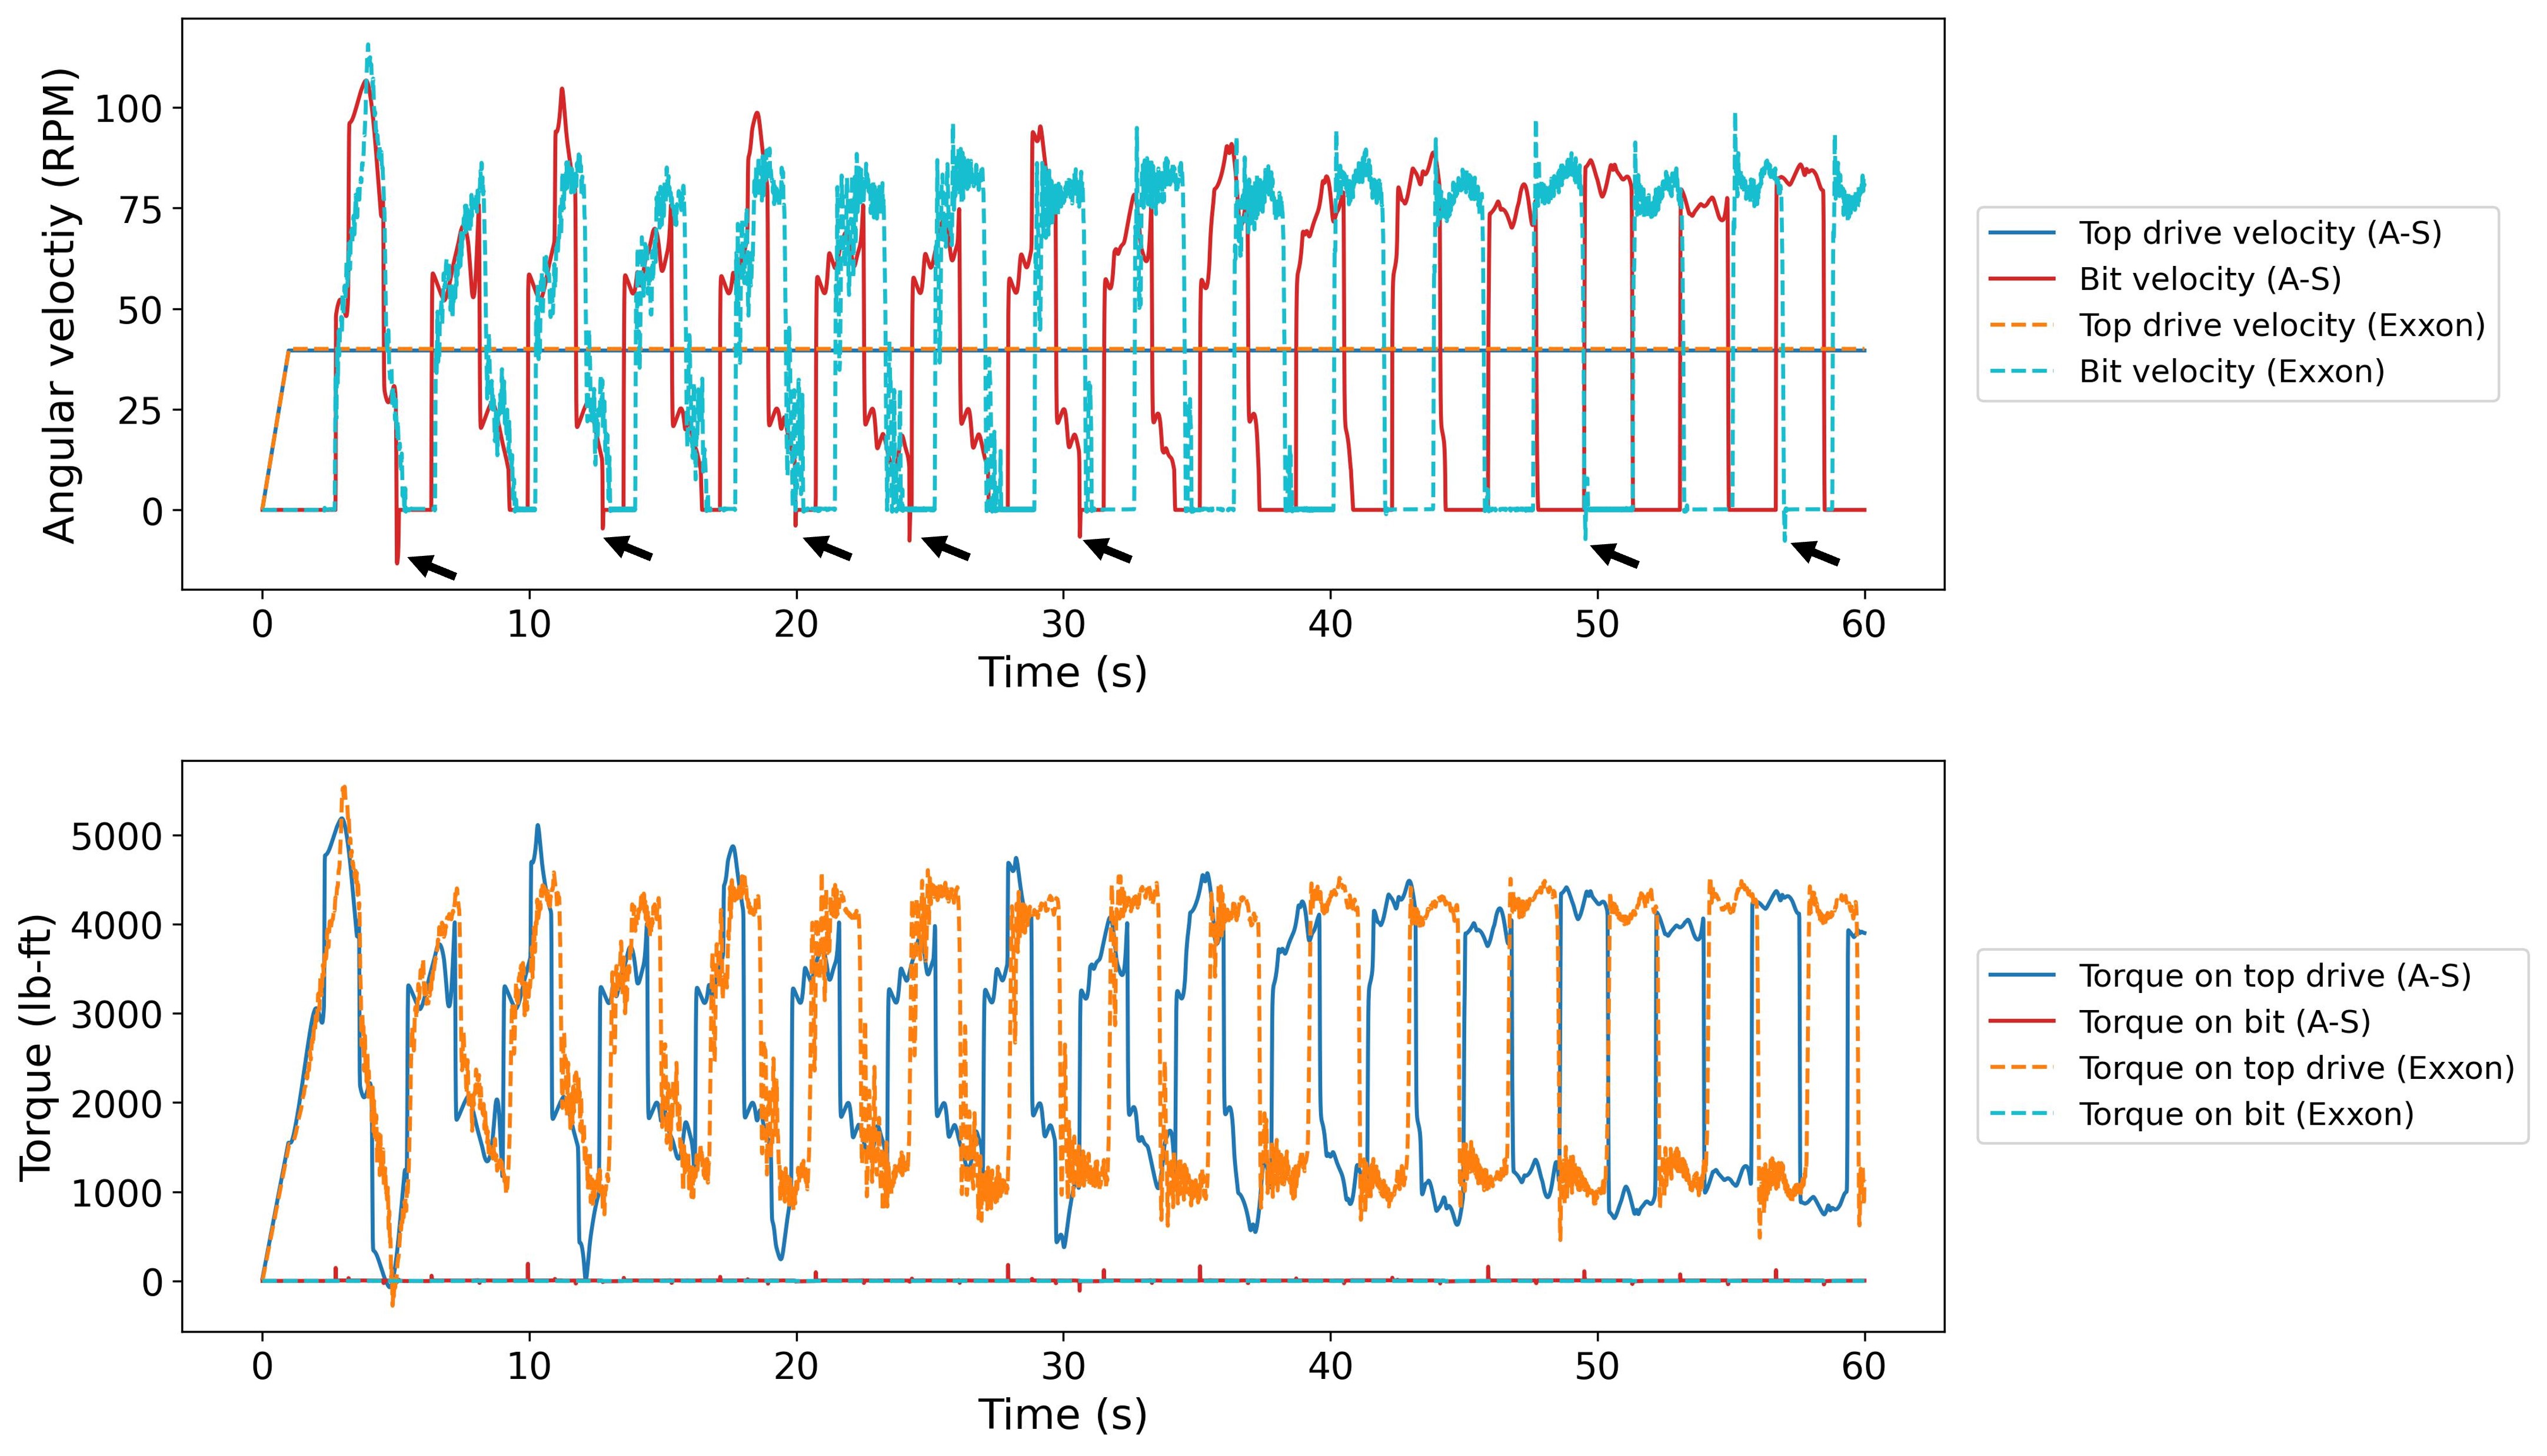 Angular veloctiy (RPM)
100
75
50
25
0
0 10 20 30 40 50 60
Time (s)
Top drive velocity (A-S)
Bit velocity (A-S)
Top drive velocity (Exxon)
Bit velocity (Exxon)
Torque (lb-ft)
5000
4000
3000
2000
1000
0
0 10 20 30 40 50 60
Time (s)
Torque on top drive (A-S)
Torque on bit (A-S)
Torque on top drive (Exxon)
Torque on bit (Exxon)